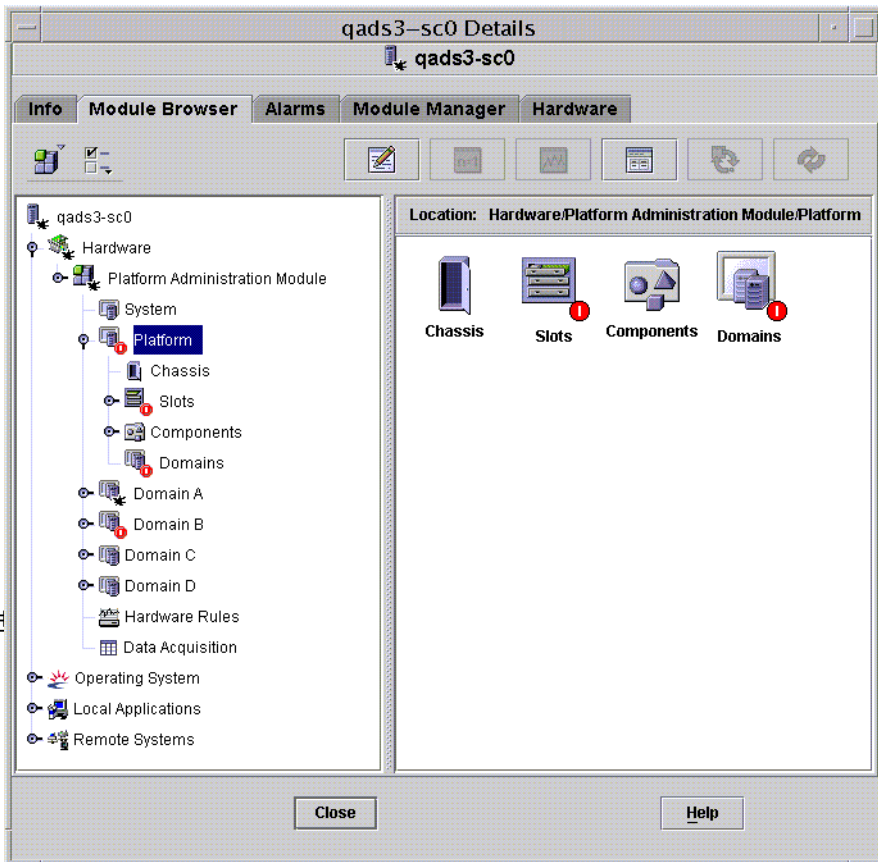 qads3-sc0 Details
qads3-sc0
Info
Module Browser
Alarms
Module Manager
Hardware
qads3-sc0
Hardware
Platform Administration Module
System
Platform
Chassis
Slots
Components
Domains
Domain A
Domain B
Domain C
Domain D
Hardware Rules
Data Acquisition
Operating System
Local Applications
Remote Systems
Location: Hardware/Platform Administration Module/Platform
Chassis
Slots
Components
Domains
Close
Help